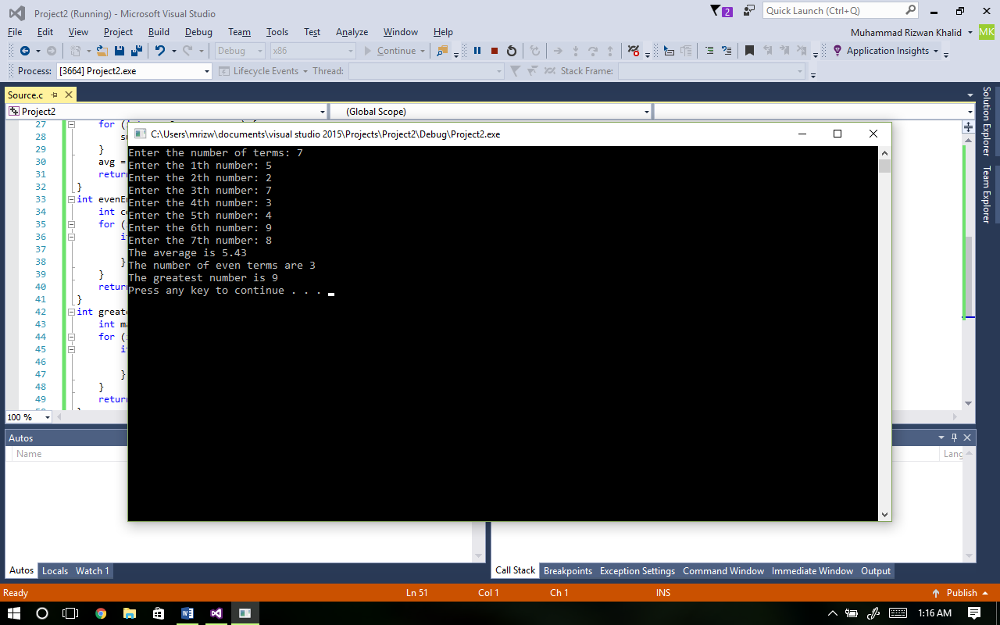 Project2 (Running) - Microsoft Visual Studio
2
Quick Launch (Ctrl+Q)
File Edit View Project Build Debug Team Tools Test Analyze Window Help
Muhammad Rizwan Khalid MK
Debug x86 Continue Application Insights
Process: [3664] Project2.exe Lifecycle Events Thread: Stack Frame:
Source.c
Project2 (Global Scope)
C:\Users\mrizw\documents\visual studio 2015\Projects\Project2\Debug\Project2.exe
Enter the number of terms: 7
Enter the 1th number: 5
Enter the 2th number: 2
Enter the 3th number: 7
Enter the 4th number: 3
Enter the 5th number: 4
Enter the 6th number: 9
Enter the 7th number: 8
The average is 5.43
The number of even terms are 3
The greatest number is 9
Press any key to continue . . .
27 for (
28
29 }
30 avg =
31 return
32 }
33 int
34 int
35 for (
36
37
38 }
39 }
40 return
41 }
42 int
43 int
44 for (
45
46
47 }
48 }
49 return
100 %
Solution Explorer
Team Explorer
Autos
Name
Autos Locals Watch 1
Call Stack Breakpoints Exception Settings Command Window Immediate Window Output
Ready Ln 51 Col 1 Ch 1 INS Publish
1:16 AM